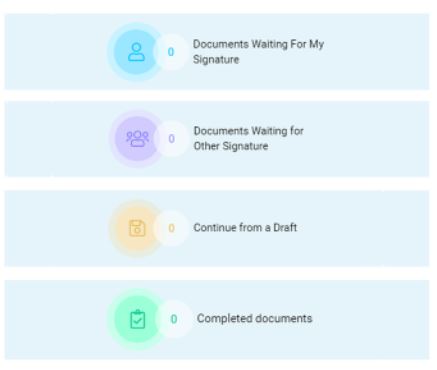 0
Documents Waiting For My
Signature
0
Documents Waiting for
Other Signature
0
Continue from a Draft
0
Completed documents